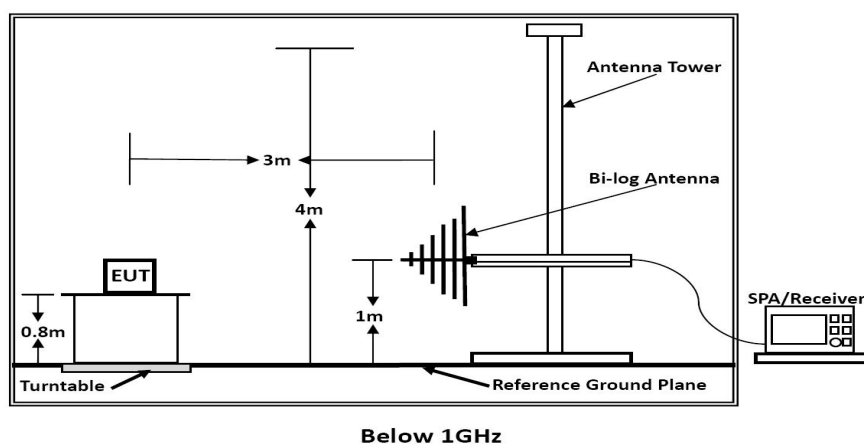 Antenna Tower
3m
Bi-log Antenna
4m
EUT
SPA/Receiver
0.8m
1m
Turntable
Reference Ground Plane
Below 1GHz